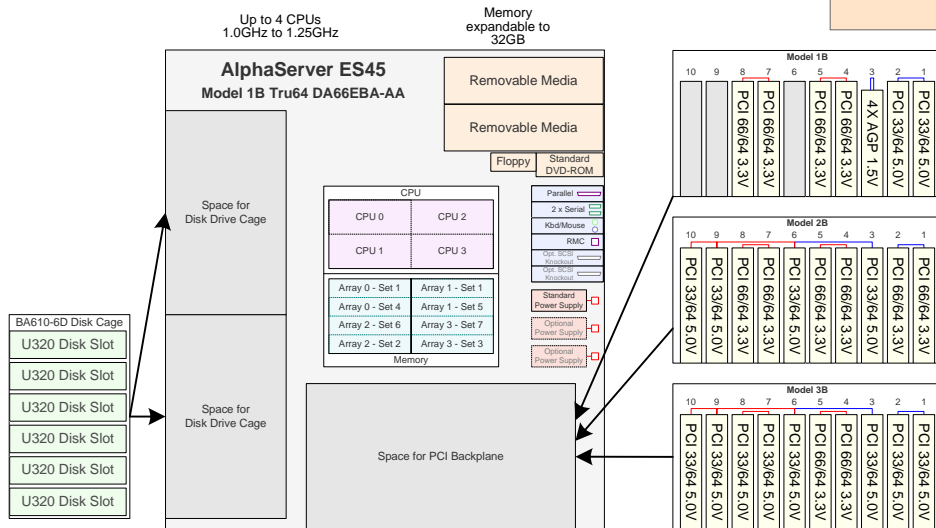 Up to 4 CPUs
1.0GHz to 1.25GHz
Memory
expandable to
32GB
AlphaServer ES45
Model 1B Tru64 DA66EBA-AA
Removable Media
Removable Media
Floppy
Standard
DVD-ROM
Space for
Disk Drive Cage
Space for
Disk Drive Cage
CPU
CPU 0
CPU 2
CPU 1
CPU 3
Array 0 - Set 1
Array 1 - Set 1
Array 0 - Set 4
Array 1 - Set 5
Array 2 - Set 6
Array 3 - Set 7
Array 2 - Set 2
Array 3 - Set 3
Memory
Parallel
2 x Serial
Kbd/Mouse
RMC
Opt. SCSI
Knockout
Opt. SCSI
Knockout
Standard
Power Supply
Optional
Power Supply
Optional
Power Supply
Space for PCI Backplane
BA610-6D Disk Cage
U320 Disk Slot
U320 Disk Slot
U320 Disk Slot
U320 Disk Slot
U320 Disk Slot
U320 Disk Slot
Model 1B
10 9 8 7 6 5 4 3 2 1
PCI 66/64 3.3V
PCI 66/64 3.3V
PCI 66/64 3.3V
PCI 66/64 3.3V
4X AGP 1.5V
PCI 33/64 5.0V
PCI 33/64 5.0V
Model 2B
10 9 8 7 6 5 4 3 2 1
PCI 33/64 5.0V
PCI 33/64 5.0V
PCI 66/64 3.3V
PCI 66/64 3.3V
PCI 33/64 5.0V
PCI 66/64 3.3V
PCI 66/64 3.3V
PCI 33/64 5.0V
PCI 66/64 3.3V
PCI 66/64 3.3V
Model 3B
10 9 8 7 6 5 4 3 2 1
PCI 33/64 5.0V
PCI 33/64 5.0V
PCI 33/64 5.0V
PCI 33/64 5.0V
PCI 33/64 5.0V
PCI 66/64 3.3V
PCI 66/64 3.3V
PCI 33/64 5.0V
PCI 33/64 5.0V
PCI 33/64 5.0V